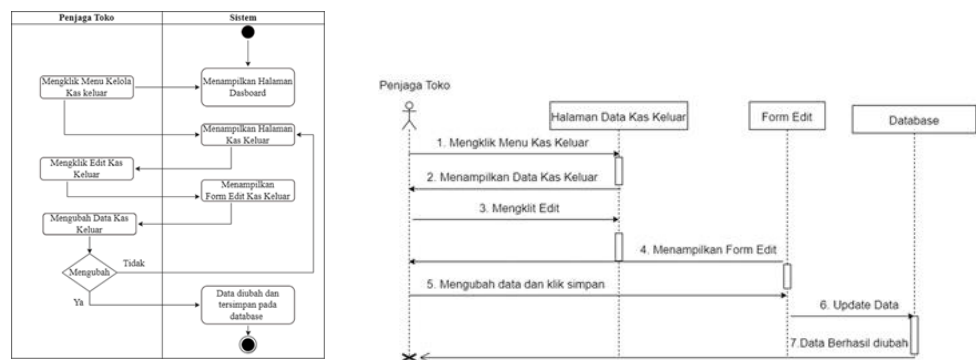 Penjaga Toko
Sistem
Mengklik Menu Kelola
Kas keluar
Menampilkan Halaman
Dasboard
Menampilkan Halaman
Kas Keluar
Mengklik Edit Kas
Keluar
Menampilkan
Form Edit Kas Keluar
Mengubah Data Kas
Keluar
Mengubah
Tidak
Ya
Data diubah dan
tersimpan pada
database
Penjaga Toko
Halaman Data Kas Keluar
Form Edit
Database
1. Mengklik Menu Kas Keluar
2. Menampilkan Data Kas Keluar
3. Mengklit Edit
4. Menampilkan Form Edit
5. Mengubah data dan klik simpan
6. Update Data
7.Data Berhasil diubah